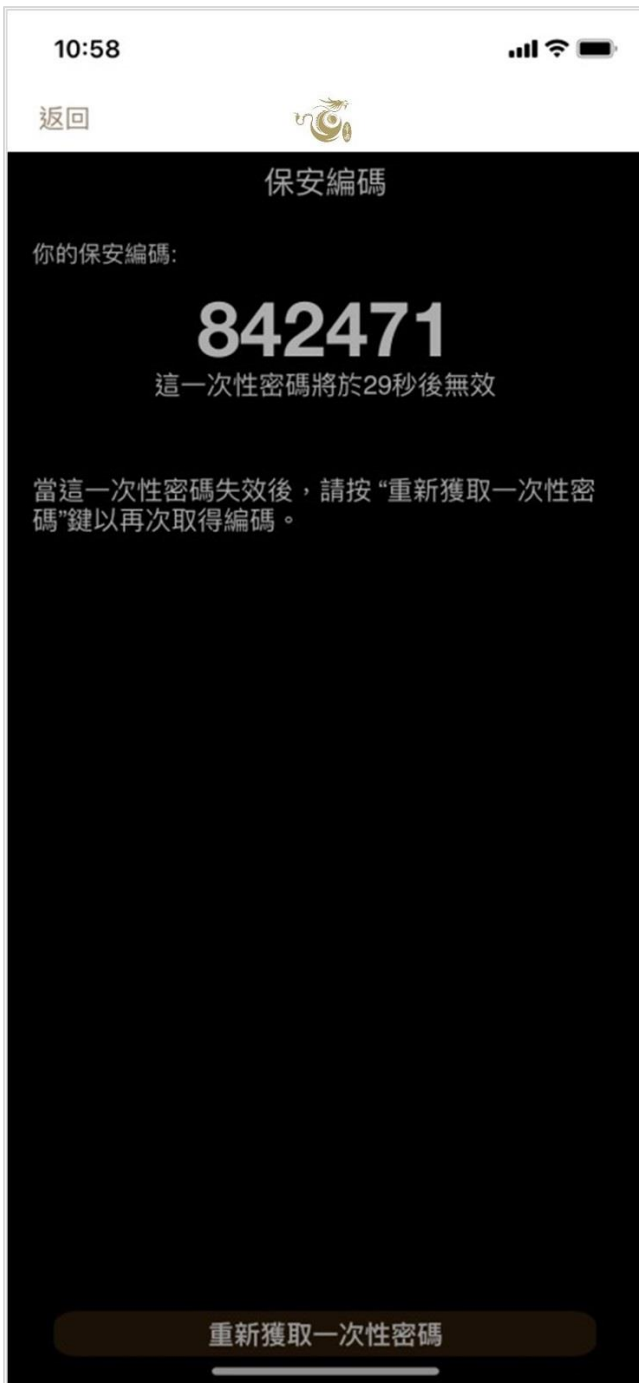 10:58
返回
保安編碼
你的保安編碼:
842471
這一次性密碼將於29秒後無效
當這一次性密碼失效後，請按 “重新獲取一次性密
碼”鍵以再次取得編碼。
重新獲取一次性密碼